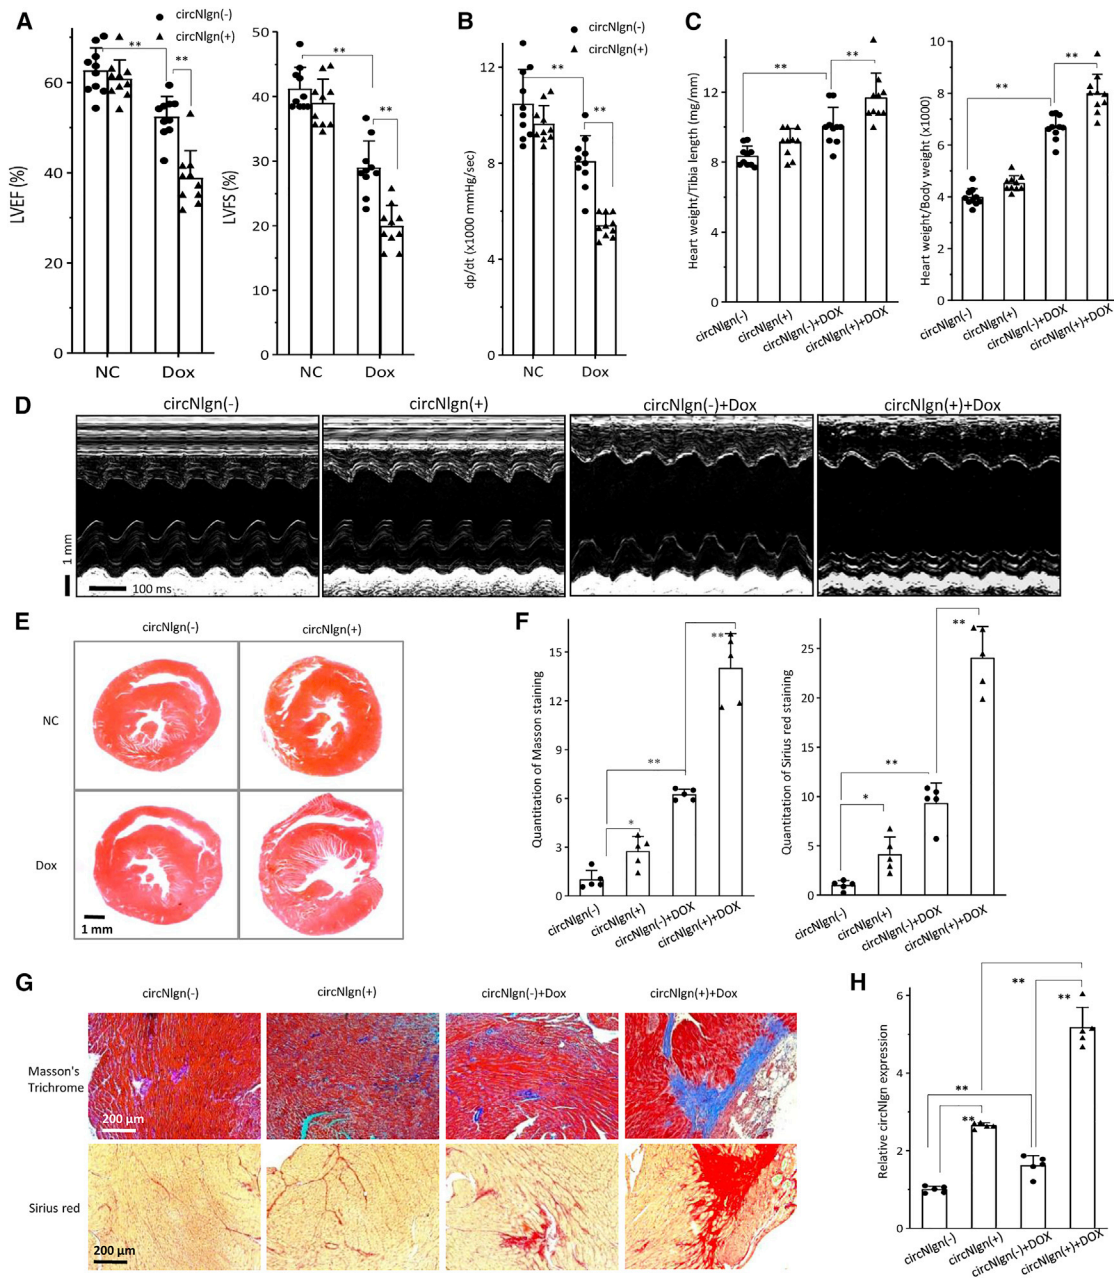 A
circNlgn(-)
circNlgn(+)
LVEF (%)
60
40
20
0
**
**
NC
Dox
LVFS (%)
50
40
30
20
10
0
**
**
NC
Dox
B
circNlgn(-)
circNlgn(+)
dp/dt (x1000 mmHg/sec)
12
8
4
0
**
**
NC
Dox
C
Heart weight/Tibia length (mg/mm)
12
8
4
0
**
**
circNlgn(-)
circNlgn(+)
circNlgn(-)+DOX
circNlgn(+)+DOX
Heart weight/Body weight (x1000)
10
8
6
4
2
0
**
**
circNlgn(-)
circNlgn(+)
circNlgn(-)+DOX
circNlgn(+)+DOX
D
circNlgn(-)
circNlgn(+)
circNlgn(-)+Dox
circNlgn(+)+Dox
1 mm
100 ms
E
circNlgn(-)
circNlgn(+)
NC
Dox
1 mm
F
Quantitation of Masson staining
15
12
9
6
3
0
*
**
**
circNlgn(-)
circNlgn(+)
circNlgn(-)+DOX
circNlgn(+)+DOX
Quantitation of Sirius red staining
25
20
15
10
5
0
*
**
**
circNlgn(-)
circNlgn(+)
circNlgn(-)+DOX
circNlgn(+)+DOX
G
circNlgn(-)
circNlgn(+)
circNlgn(-)+Dox
circNlgn(+)+Dox
Masson's
Trichrome
200 μm
Sirius red
200 μm
H
Relative circNlgn expression
6
4
2
0
**
**
**
**
circNlgn(-)
circNlgn(+)
circNlgn(-)+DOX
circNlgn(+)+DOX